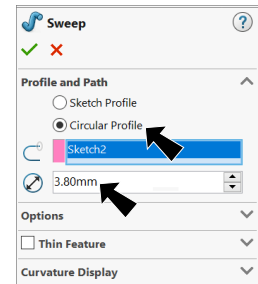 Sweep
?
Profile and Path
Sketch Profile
Circular Profile
Sketch2
3.80mm
Options
Thin Feature
Curvature Display